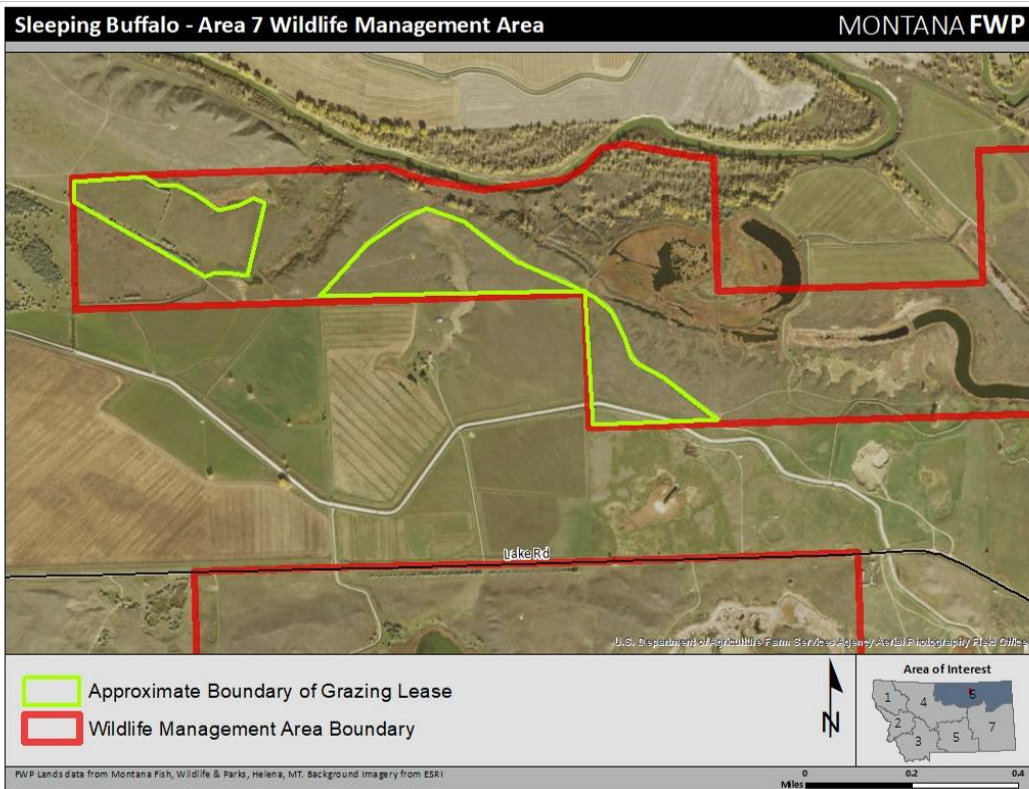 Sleeping Buffalo - Area 7 Wildlife Management Area
MONTANA FWP
Lake Rd
U.S. Department of Agriculture Farm Services Agency Aerial Photography Field Office
Approximate Boundary of Grazing Lease
Wildlife Management Area Boundary
N
Area of Interest
1
4
6
2
3
5
7
FWP Lands data from Montana Fish, Wildlife & Parks, Helena, MT. Background Imagery from ESRI
Miles
0
0.2
0.4